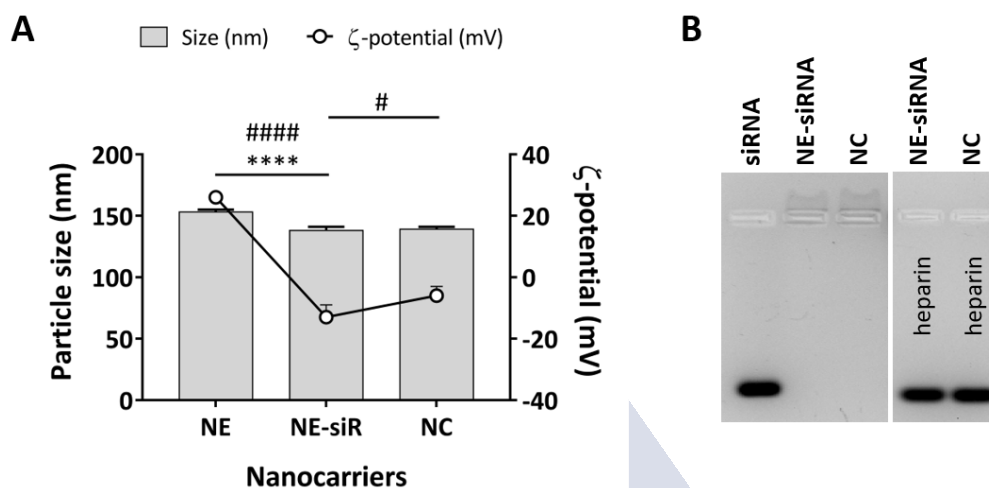 A
Size (nm)
ζ-potential (mV)
B
####
****
#
Particle size (nm)
200
150
100
50
0
40
20
0
-20
-40
ζ-potential (mV)
NE
NE-siR
NC
Nanocarriers
siRNA
NE-siRNA
NC
NE-siRNA
NC
heparin
heparin